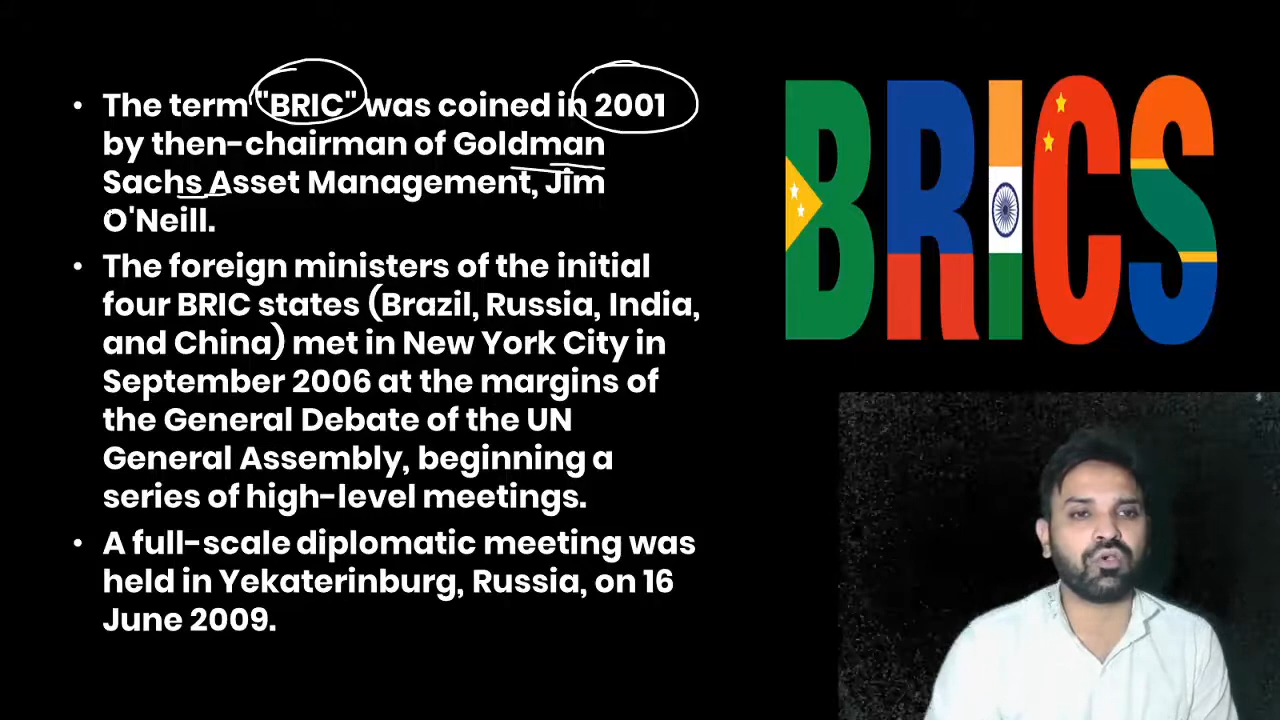 • The term "BRIC" was coined in 2001
by then-chairman of Goldman
Sachs Asset Management, Jim
O'Neill.
• The foreign ministers of the initial
four BRIC states (Brazil, Russia, India,
and China) met in New York City in
September 2006 at the margins of
the General Debate of the UN
General Assembly, beginning a
series of high-level meetings.
• A full-scale diplomatic meeting was
held in Yekaterinburg, Russia, on 16
June 2009.
BRICS